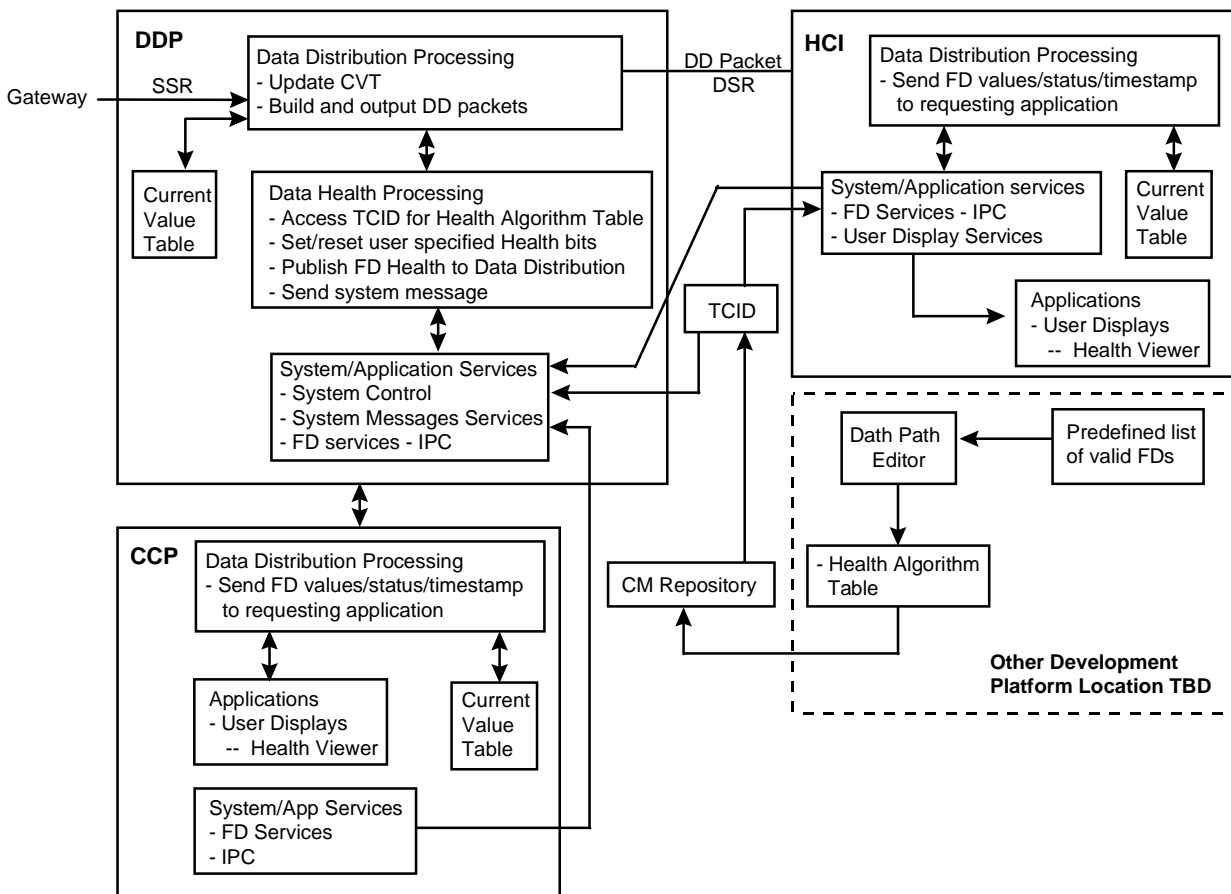 DDP
Data Distribution Processing
- Update CVT
- Build and output DD packets
Gateway
SSR
DD Packet
DSR
Current
Value
Table
Data Health Processing
- Access TCID for Health Algorithm Table
- Set/reset user specified Health bits
- Publish FD Health to Data Distribution
- Send system message
System/Application Services
- System Control
- System Messages Services
- FD services - IPC
HCI
Data Distribution Processing
- Send FD values/status/timestamp
to requesting application
System/Application services
- FD Services - IPC
- User Display Services
Current
Value
Table
Applications
- User Displays
-- Health Viewer
TCID
Dath Path
Editor
Predefined list
of valid FDs
- Health Algorithm
Table
CM Repository
Other Development
Platform Location TBD
CCP
Data Distribution Processing
- Send FD values/status/timestamp
to requesting application
Applications
- User Displays
-- Health Viewer
Current
Value
Table
System/App Services
- FD Services
- IPC